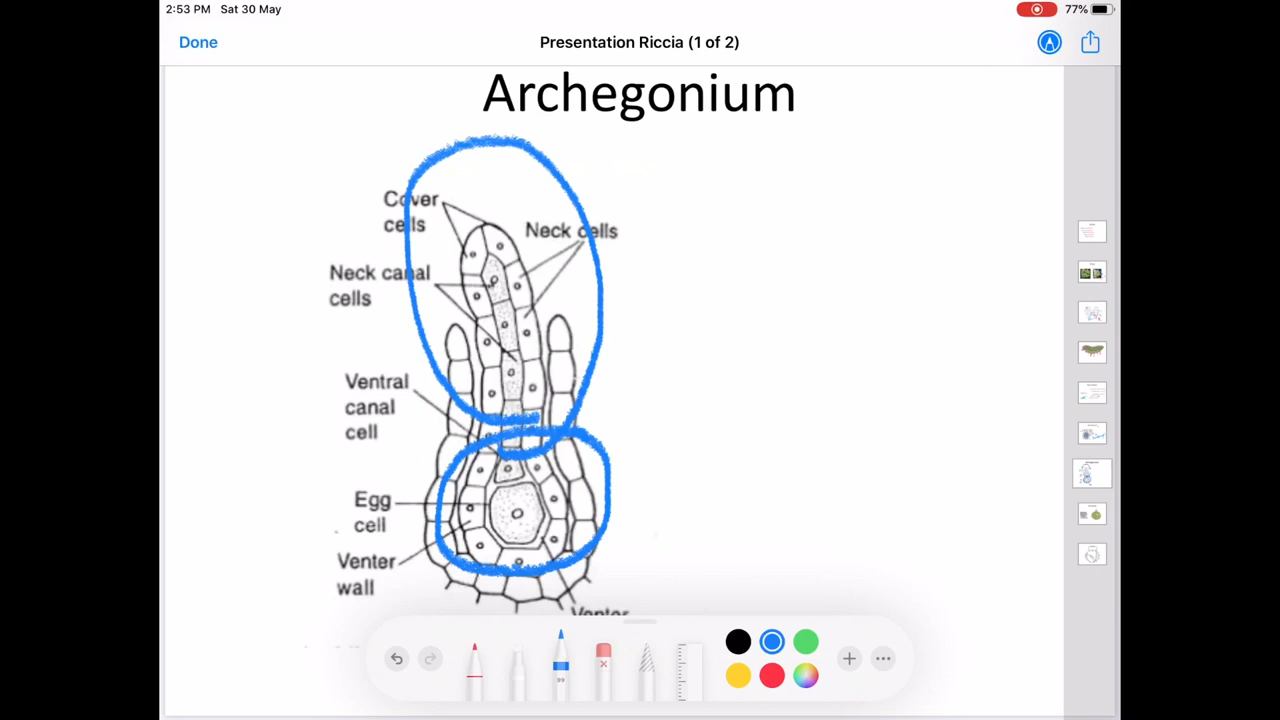 2:53 PM Sat 30 May
77%
Done
Presentation Riccia (1 of 2)
Archegonium
Cover
cells
Neck cells
Neck canal
cells
Ventral
canal
cell
Egg
cell
Venter
wall
Venter